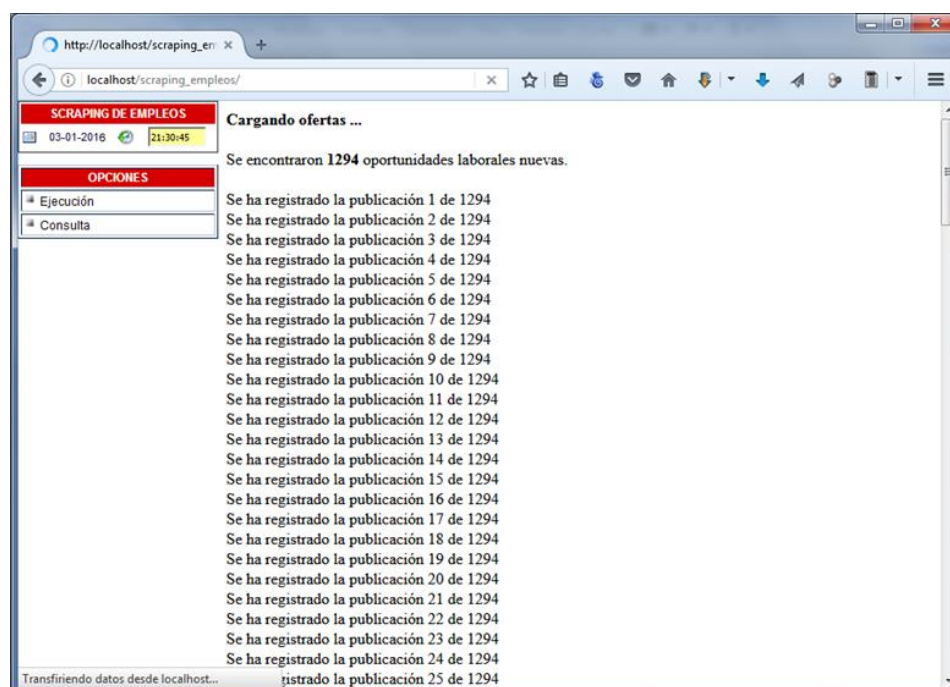 http://localhost/scraping_en
localhost/scraping_empleos/
SCRAPING DE EMPLEOS
03-01-2016 21:30:45
OPCIONES
Ejecución
Consulta
Cargando ofertas ...
Se encontraron 1294 oportunidades laborales nuevas.
Se ha registrado la publicación 1 de 1294
Se ha registrado la publicación 2 de 1294
Se ha registrado la publicación 3 de 1294
Se ha registrado la publicación 4 de 1294
Se ha registrado la publicación 5 de 1294
Se ha registrado la publicación 6 de 1294
Se ha registrado la publicación 7 de 1294
Se ha registrado la publicación 8 de 1294
Se ha registrado la publicación 9 de 1294
Se ha registrado la publicación 10 de 1294
Se ha registrado la publicación 11 de 1294
Se ha registrado la publicación 12 de 1294
Se ha registrado la publicación 13 de 1294
Se ha registrado la publicación 14 de 1294
Se ha registrado la publicación 15 de 1294
Se ha registrado la publicación 16 de 1294
Se ha registrado la publicación 17 de 1294
Se ha registrado la publicación 18 de 1294
Se ha registrado la publicación 19 de 1294
Se ha registrado la publicación 20 de 1294
Se ha registrado la publicación 21 de 1294
Se ha registrado la publicación 22 de 1294
Se ha registrado la publicación 23 de 1294
Se ha registrado la publicación 24 de 1294
gistrado la publicación 25 de 1294
Transfiriendo datos desde localhost...